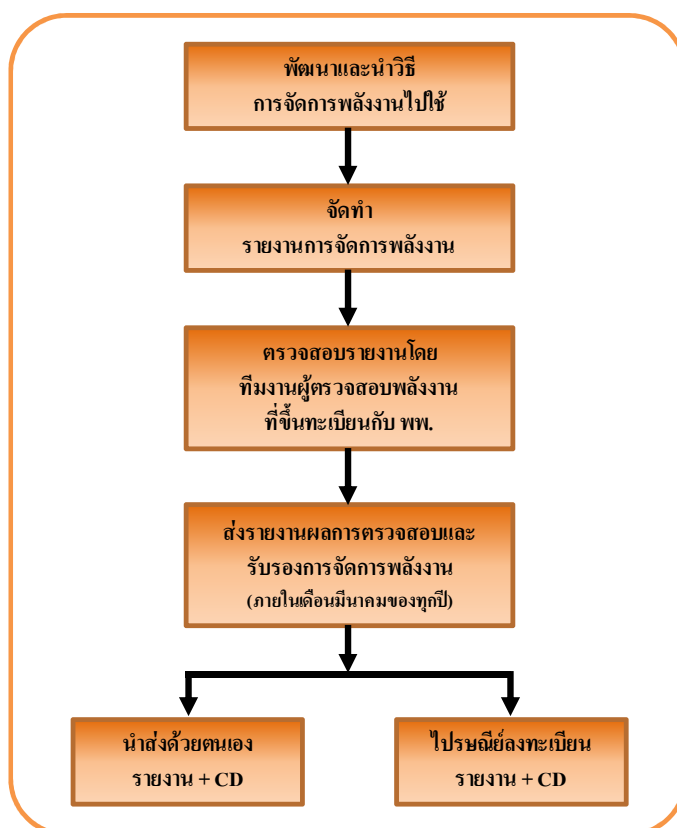 พัฒนาและนำวิธี
การจัดการพลังงานไปใช้
จัดทำ
รายงานการจัดการพลังงาน
ตรวจสอบรายงานโดย
ทีมงานผู้ตรวจสอบพลังงาน
ที่ขึ้นทะเบียนกับ พพ.
ส่งรายงานผลการตรวจสอบและ
รับรองการจัดการพลังงาน
(ภายในเดือนมีนาคมของทุกปี)
นำส่งด้วยตนเอง
รายงาน + CD
ไปรษณีย์ลงทะเบียน
รายงาน + CD